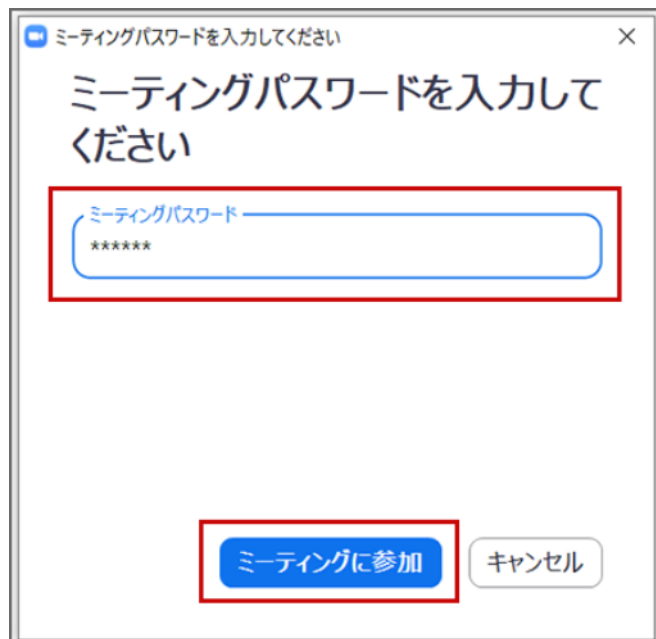 ミーティングパスワードを入力してください
ミーティングパスワードを入力して
ください
ミーティングパスワード
******
ミーティングに参加
キャンセル